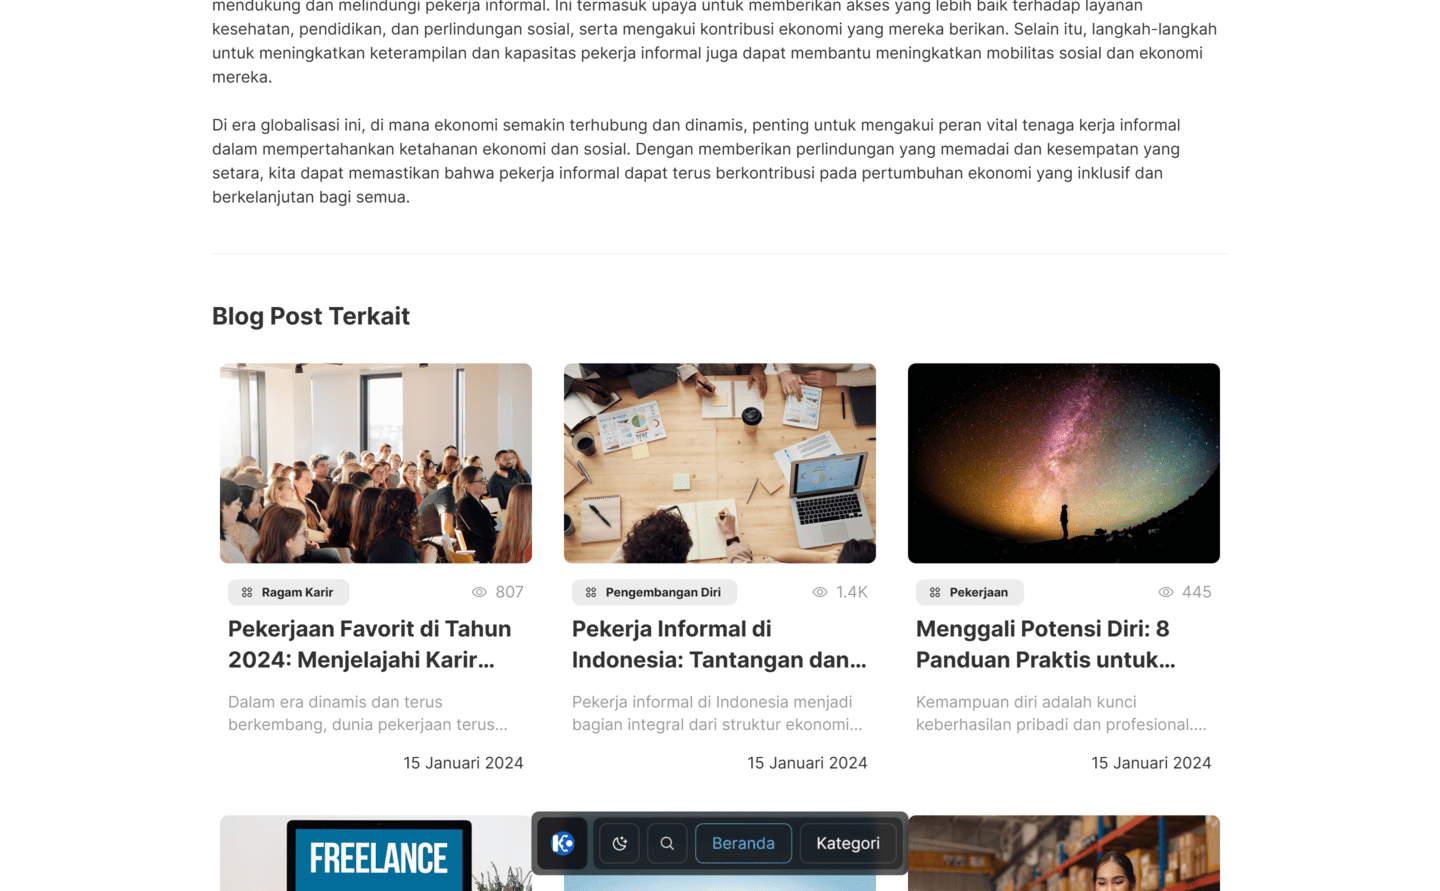 mendukung dan melindungi pekerja informal. Ini termasuk upaya untuk memberikan akses yang lebih baik terhadap layanan
kesehatan, pendidikan, dan perlindungan sosial, serta mengakui kontribusi ekonomi yang mereka berikan. Selain itu, langkah-langkah
untuk meningkatkan keterampilan dan kapasitas pekerja informal juga dapat membantu meningkatkan mobilitas sosial dan ekonomi
mereka.
Di era globalisasi ini, di mana ekonomi semakin terhubung dan dinamis, penting untuk mengakui peran vital tenaga kerja informal
dalam mempertahankan ketahanan ekonomi dan sosial. Dengan memberikan perlindungan yang memadai dan kesempatan yang
setara, kita dapat memastikan bahwa pekerja informal dapat terus berkontribusi pada pertumbuhan ekonomi yang inklusif dan
berkelanjutan bagi semua.
Blog Post Terkait
Ragam Karir
807
Pekerjaan Favorit di Tahun
2024: Menjelajahi Karir...
Dalam era dinamis dan terus
berkembang, dunia pekerjaan terus...
15 Januari 2024
Pengembangan Diri
1.4K
Pekerja Informal di
Indonesia: Tantangan dan...
Pekerja informal di Indonesia menjadi
bagian integral dari struktur ekonomi...
15 Januari 2024
Pekerjaan
445
Menggali Potensi Diri: 8
Panduan Praktis untuk...
Kemampuan diri adalah kunci
keberhasilan pribadi dan profesional....
15 Januari 2024
FREELANCE
K
Beranda
Kategori